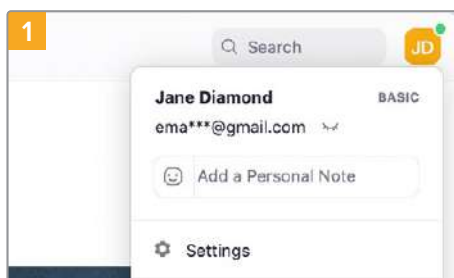 1
Search
JD
Jane Diamond BASIC
ema***@gmail.com
Add a Personal Note
Settings